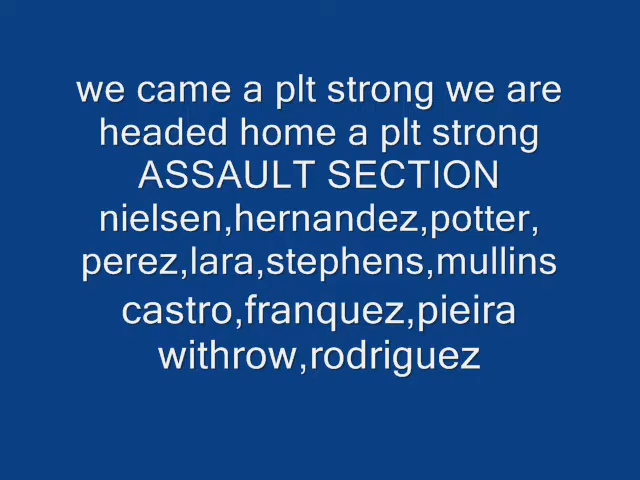 we came a plt strong we are
headed home a plt strong
ASSAULT SECTION
nielsen,hernandez,potter,
perez,lara,stephens,mullins
castro,franquez,pieira
withrow,rodriguez